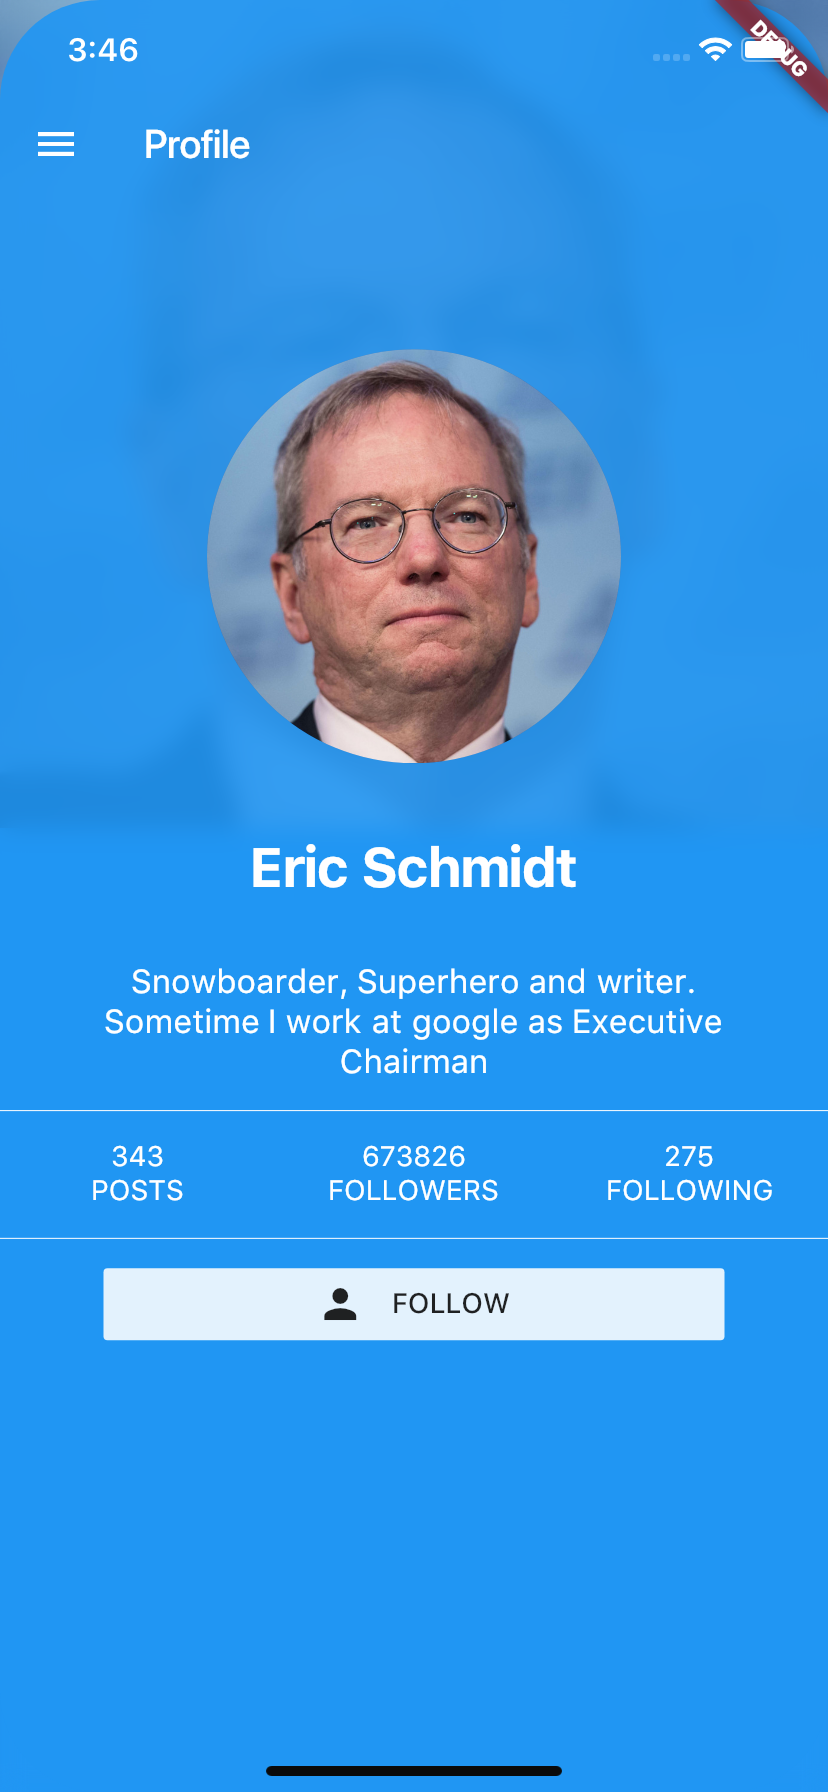 3:46
DEBUG
Profile
Eric Schmidt
Snowboarder, Superhero and writer.
Sometime I work at google as Executive
Chairman
343 673826 275
POSTS FOLLOWERS FOLLOWING
FOLLOW